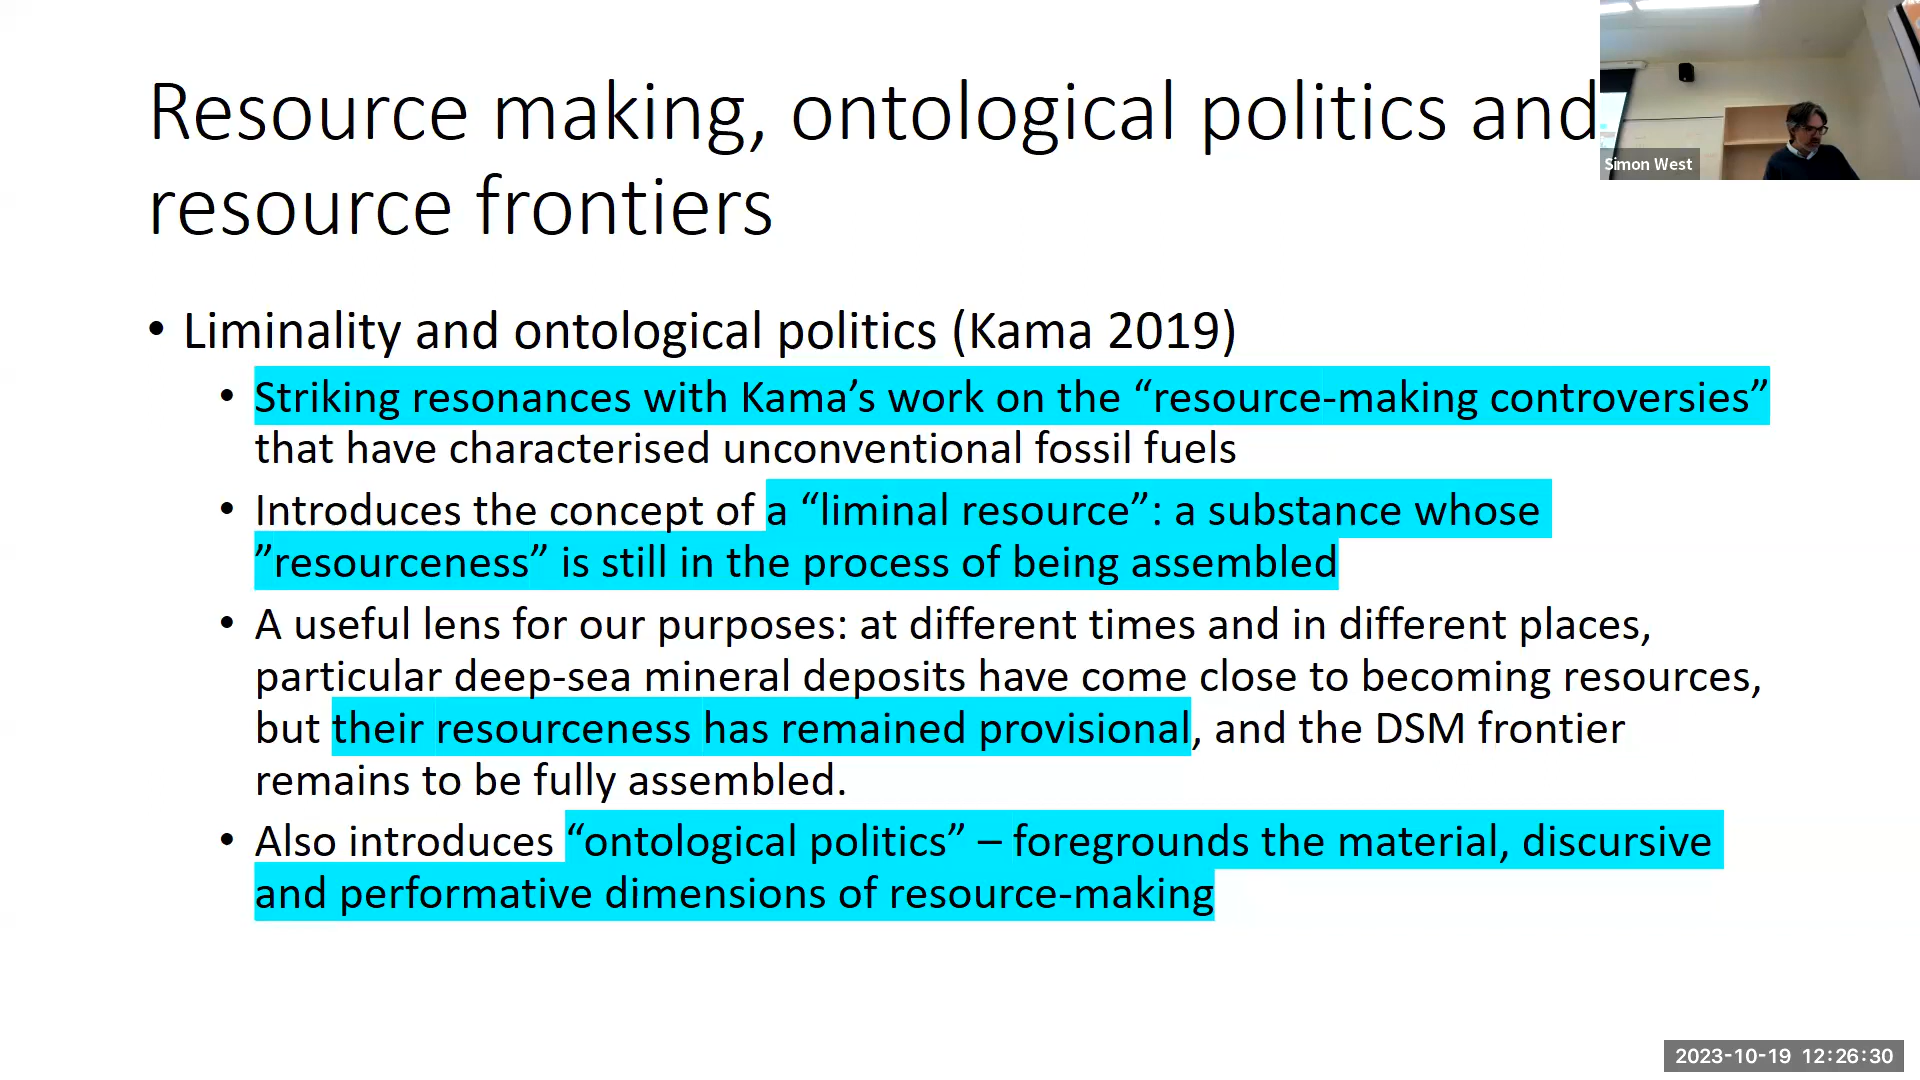 Resource making, ontological politics and
resource frontiers
Simon West
• Liminality and ontological politics (Kama 2019)
• Striking resonances with Kama’s work on the “resource-making controversies”
that have characterised unconventional fossil fuels
• Introduces the concept of a “liminal resource”: a substance whose
”resourceness” is still in the process of being assembled
• A useful lens for our purposes: at different times and in different places,
particular deep-sea mineral deposits have come close to becoming resources,
but their resourceness has remained provisional, and the DSM frontier
remains to be fully assembled.
• Also introduces “ontological politics” – foregrounds the material, discursive
and performative dimensions of resource-making
2023-10-19 12:26:30